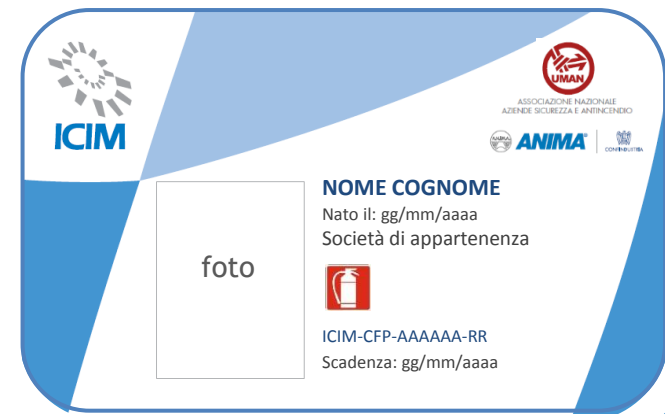 ICIM
UMAN
ASSOCIAZIONE NAZIONALE
AZIENDE SICUREZZA E ANTINCENDIO
ANIMA
CONFINDUSTRIA
NOME COGNOME
Nato il: gg/mm/aaaa
Società di appartenenza
foto
ICIM-CFP-AAAAAA-RR
Scadenza: gg/mm/aaaa